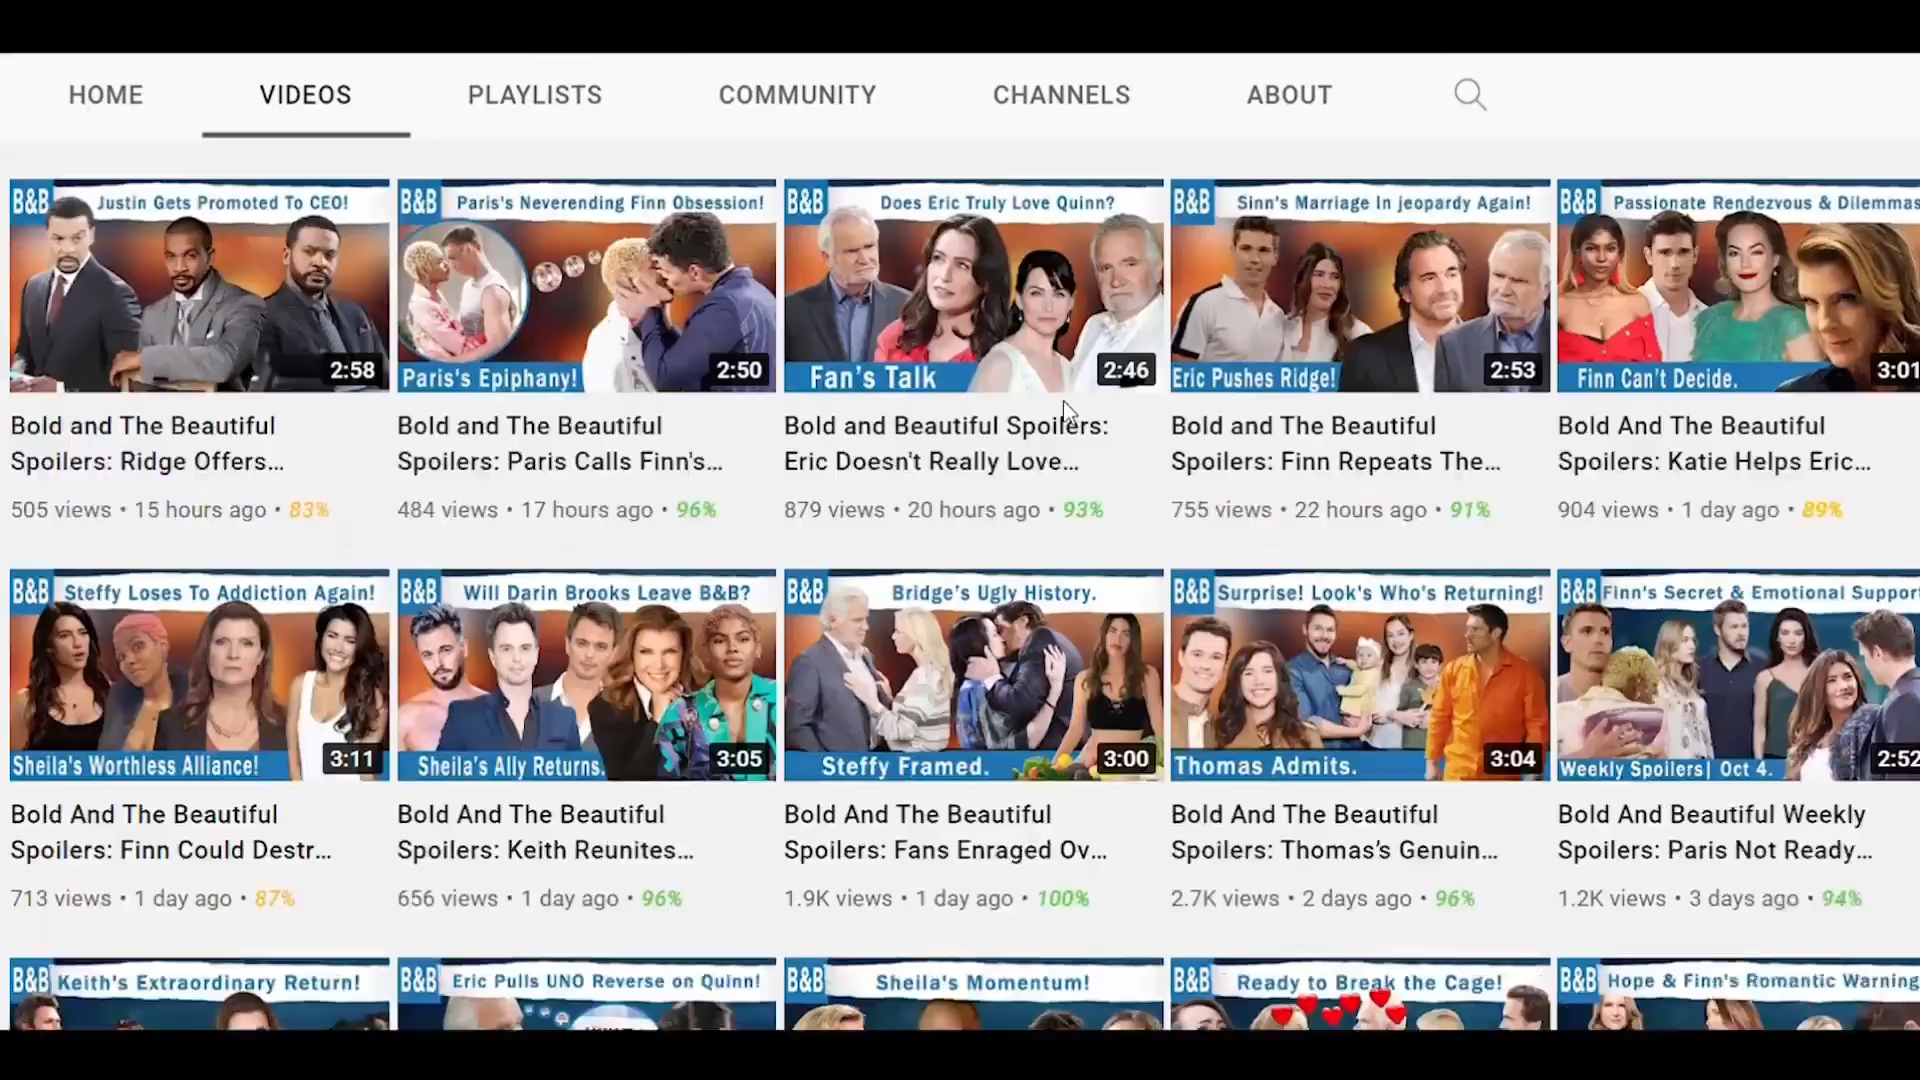 HOME VIDEOS PLAYLISTS COMMUNITY CHANNELS ABOUT
B&B Justin Gets Promoted To CEO!
2:58
B&B Paris's Neverending Finn Obsession!
Paris's Epiphany!
2:50
B&B Does Eric Truly Love Quinn?
Fan's Talk
2:46
B&B Sinn's Marriage In jeopardy Again!
Eric Pushes Ridge!
2:53
B&B Passionate Rendezvous & Dilemmas
Finn Can't Decide.
3:01
Bold and The Beautiful
Spoilers: Ridge Offers...
505 views • 15 hours ago • 83%
Bold and The Beautiful
Spoilers: Paris Calls Finn's...
484 views • 17 hours ago • 96%
Bold and Beautiful Spoilers:
Eric Doesn't Really Love...
879 views • 20 hours ago • 93%
Bold and The Beautiful
Spoilers: Finn Repeats The...
755 views • 22 hours ago • 91%
Bold And The Beautiful
Spoilers: Katie Helps Eric...
904 views • 1 day ago • 89%
B&B Steffy Loses To Addiction Again!
Sheila's Worthless Alliance!
3:11
B&B Will Darin Brooks Leave B&B?
Sheila's Ally Returns.
3:05
B&B Bridge's Ugly History.
Steffy Framed.
3:00
B&B Surprise! Look's Who's Returning!
Thomas Admits.
3:04
B&B Finn's Secret & Emotional Support
Weekly Spoilers| Oct 4.
2:52
Bold And The Beautiful
Spoilers: Finn Could Destr...
713 views • 1 day ago • 87%
Bold And The Beautiful
Spoilers: Keith Reunites...
656 views • 1 day ago • 96%
Bold And The Beautiful
Spoilers: Fans Enraged Ov...
1.9K views • 1 day ago • 100%
Bold And The Beautiful
Spoilers: Thomas's Genuin...
2.7K views • 2 days ago • 96%
Bold And Beautiful Weekly
Spoilers: Paris Not Ready...
1.2K views • 3 days ago • 94%
B&B Keith's Extraordinary Return!
B&B Eric Pulls UNO Reverse on Quinn!
B&B Sheila's Momentum!
B&B Ready to Break the Cage!
B&B Hope & Finn's Romantic Warning